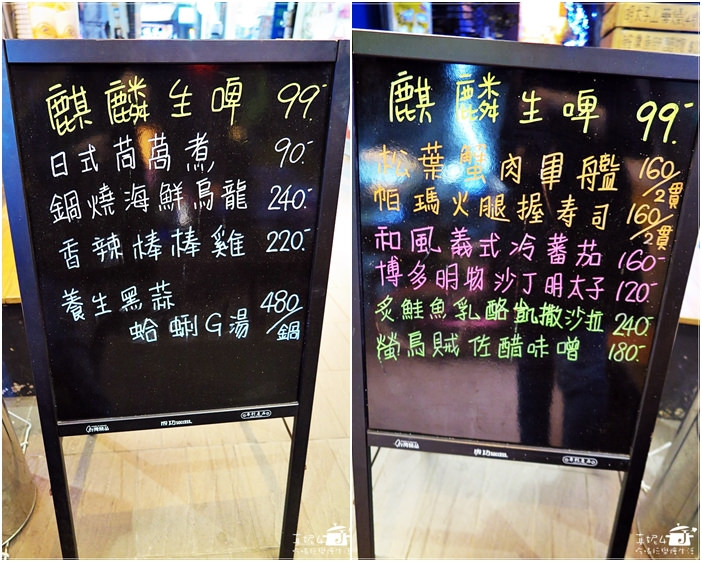 麒麟生啤 99.-
日式茼萵煮 90.-
鍋燒海鮮烏龍 240.-
香辣棒棒雞 220.-
養生黑蒜
蛤蜊G湯 480/鍋
麒麟生啤 99.-
松葉蟹肉軍艦 160/2貫
帕瑪火腿握寿司 160/2貫
和風義式冷蕃茄 160-
博多明物沙丁明太子 120.-
炙鮭魚乳酪凱撒沙拉 240.-
螢烏賊佐醋味噌 180.-